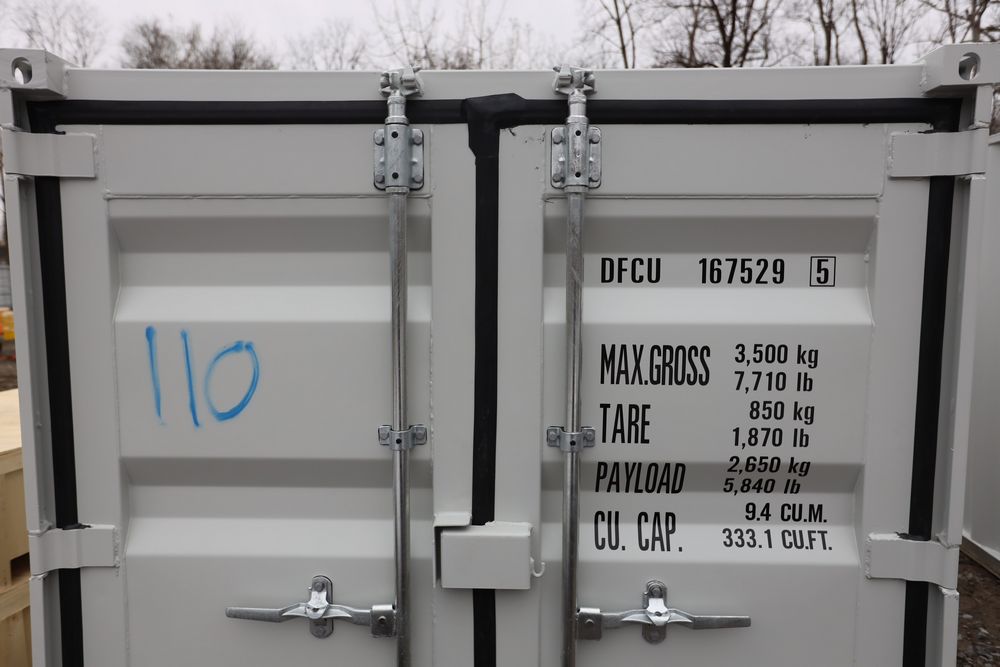 110
DFCU 167529 5
MAX.GROSS 3,500 kg
7,710 lb
TARE 850 kg
1,870 lb
PAYLOAD 2,650 kg
5,840 lb
CU. CAP. 9.4 CU.M.
333.1 CU.FT.